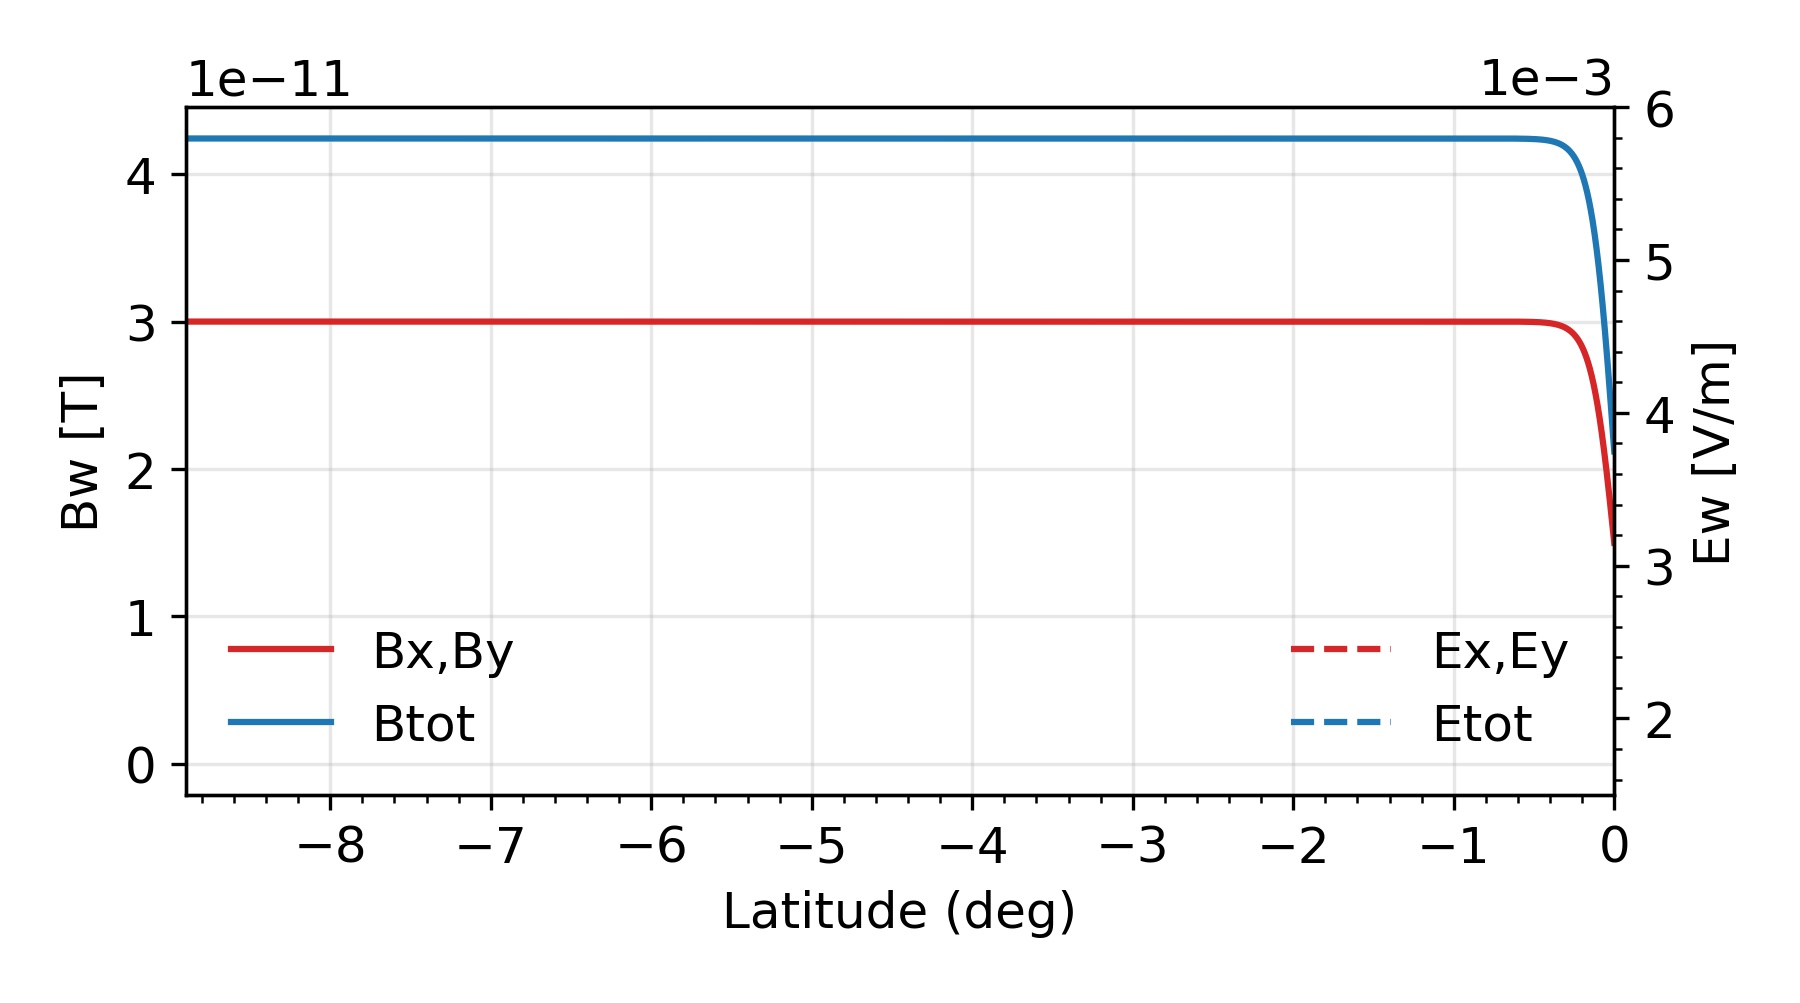 1e−11
1e−3
4
3
2
1
0
Bw [T]
6
5
4
3
2
Ew [V/m]
Bx,By
Btot
Ex,Ey
Etot
−8 −7 −6 −5 −4 −3 −2 −1 0
Latitude (deg)